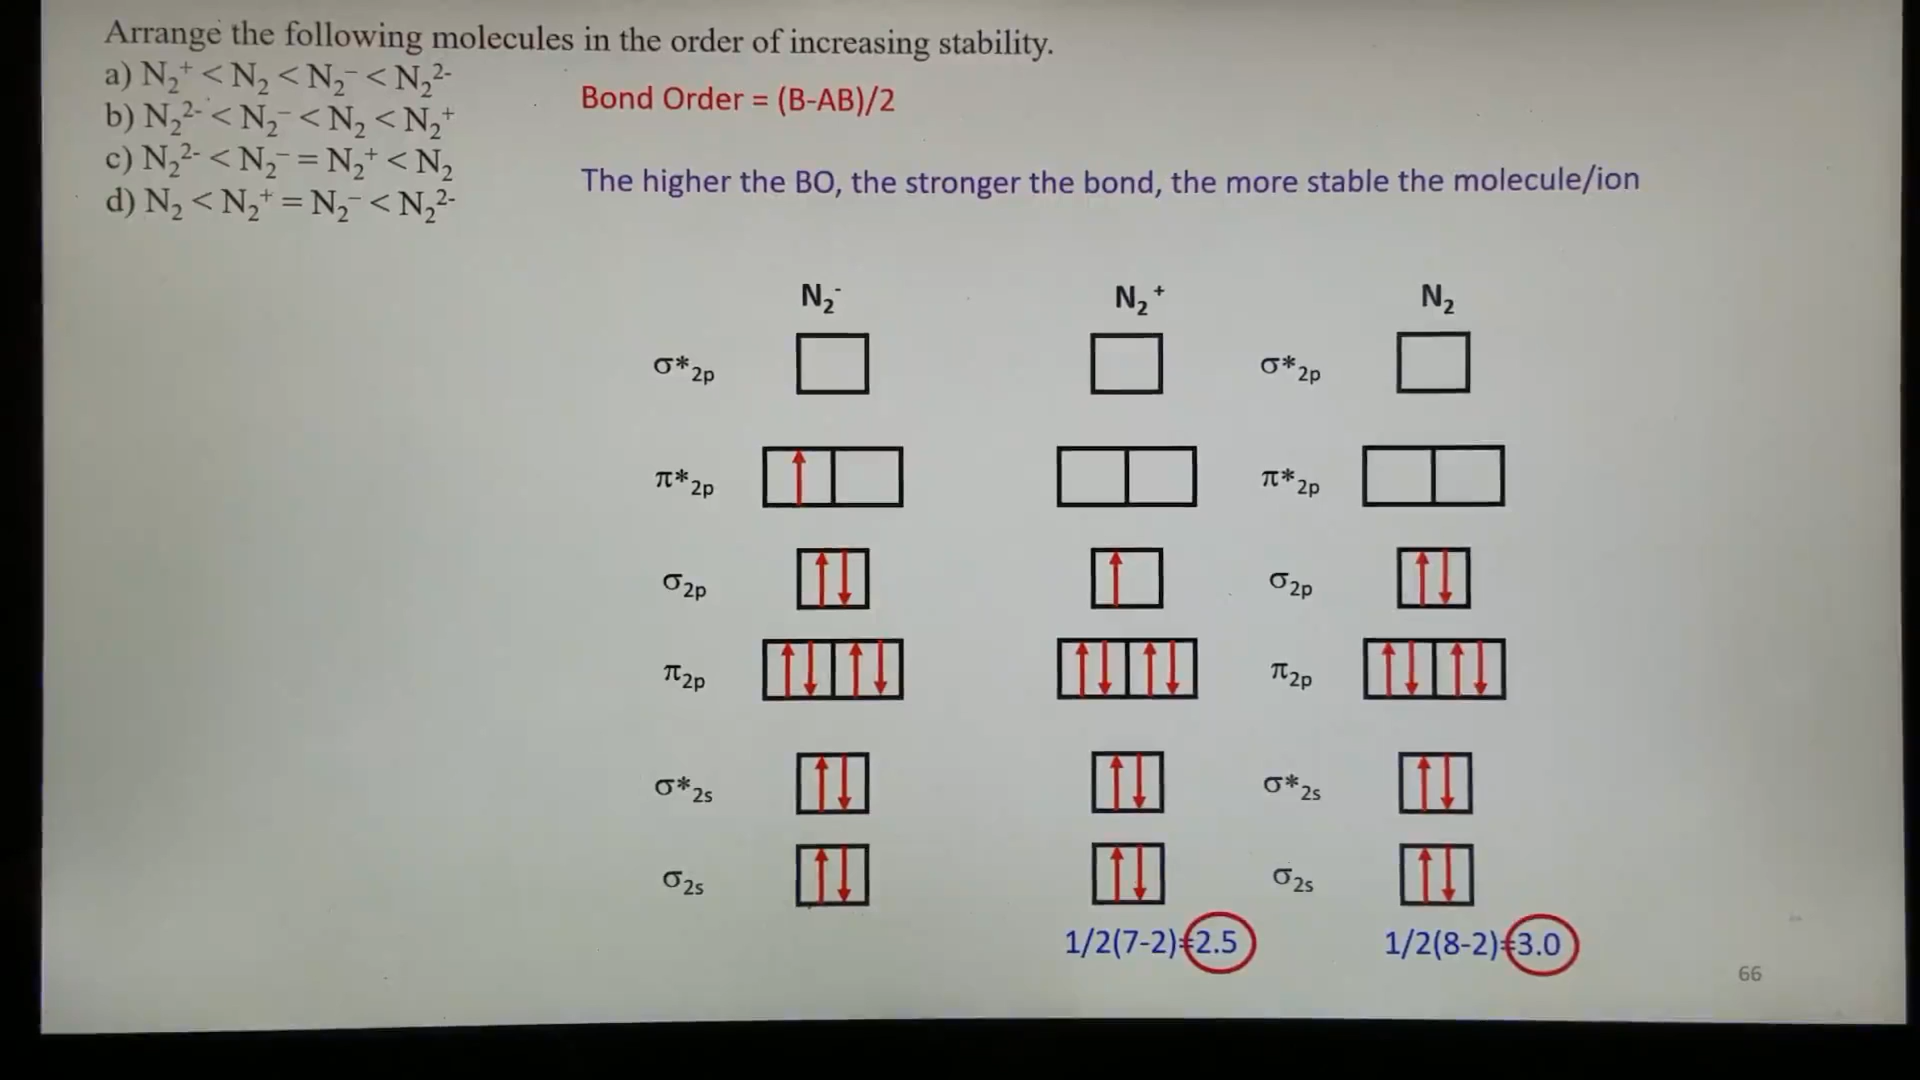 Arrange the following molecules in the order of increasing stability.
a) N₂⁺ < N₂ < N₂⁻ < N₂²⁻
b) N₂²⁻ < N₂⁻ < N₂ < N₂⁺
c) N₂²⁻ < N₂⁻ = N₂⁺ < N₂
d) N₂ < N₂⁺ = N₂⁻ < N₂²⁻
Bond Order = (B-AB)/2
The higher the BO, the stronger the bond, the more stable the molecule/ion
N₂⁻ N₂⁺ N₂
σ*2p σ*2p
π*2p π*2p
σ2p σ2p
π2p π2p
σ*2s σ*2s
σ2s σ2s
1/2(7-2)=2.5 1/2(8-2)=3.0
66